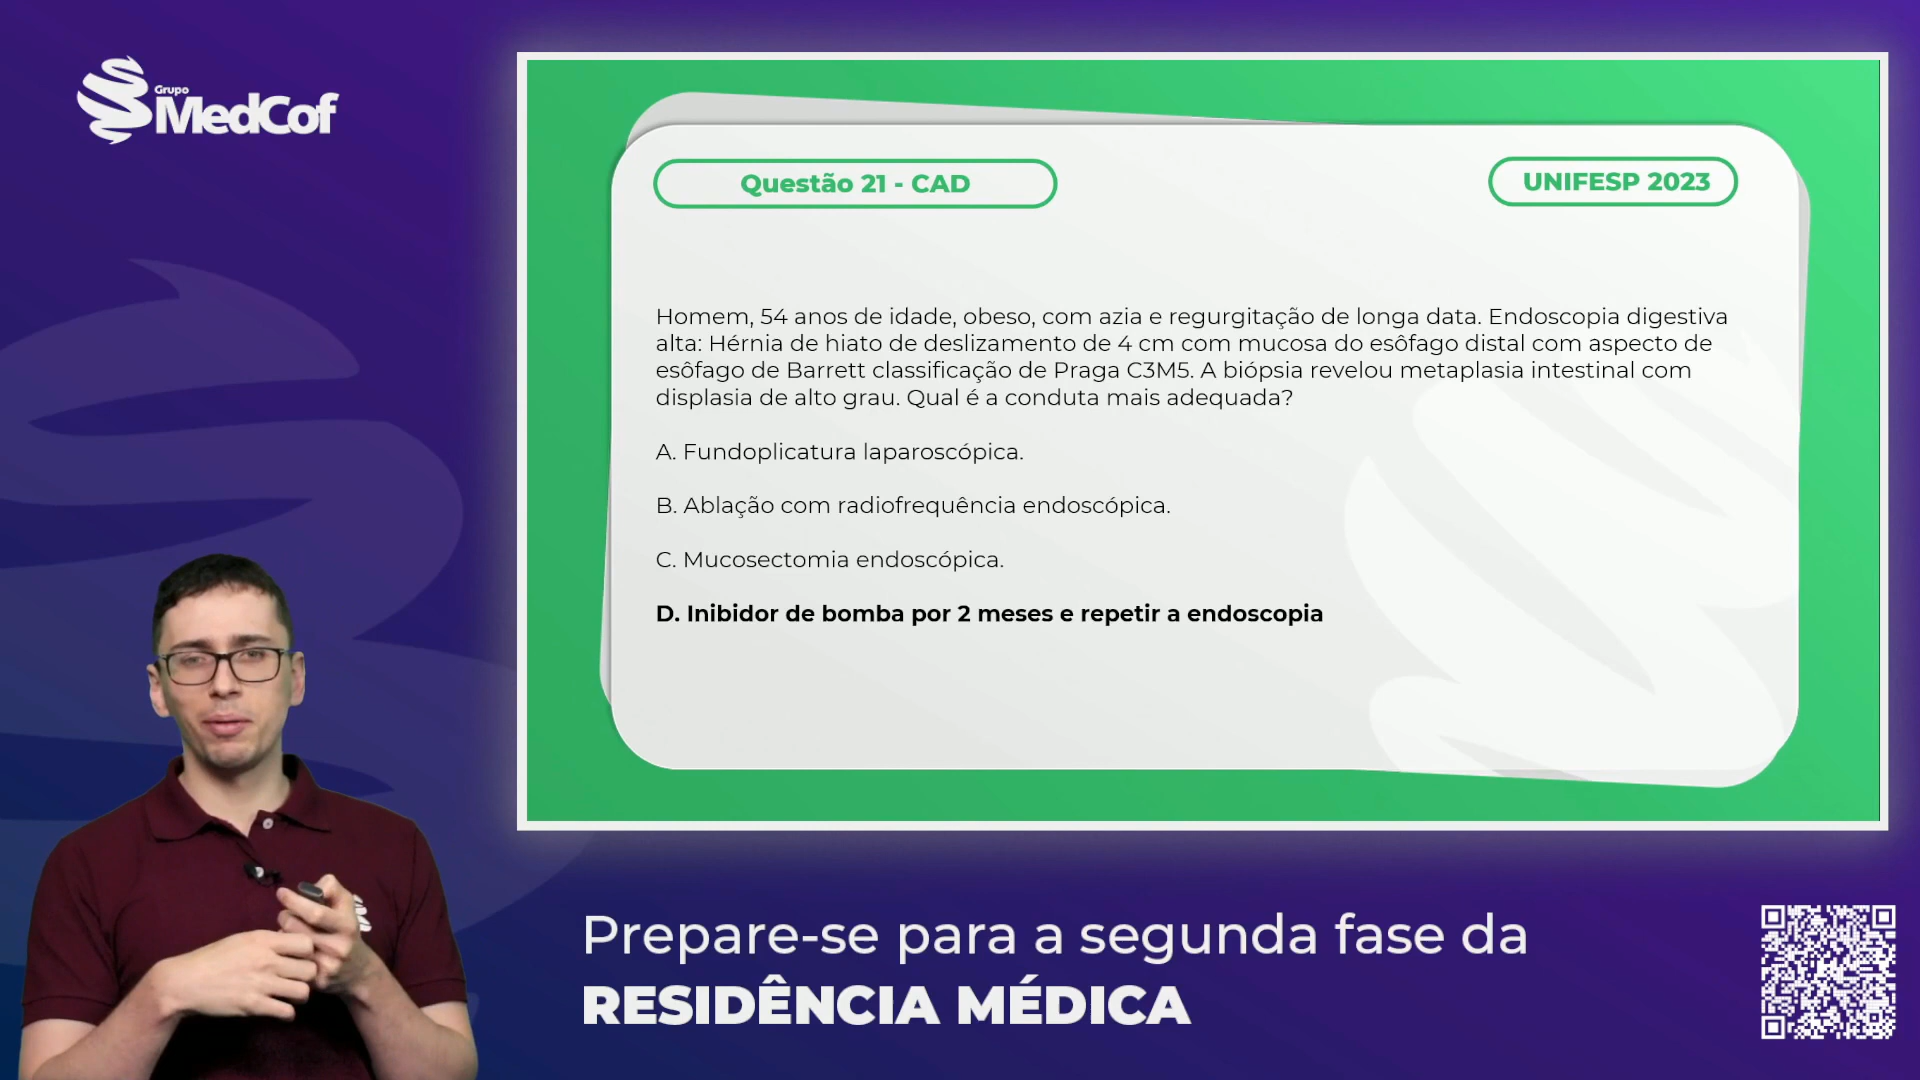 Grupo
MedCof
Questão 21 - CAD
UNIFESP 2023
Homem, 54 anos de idade, obeso, com azia e regurgitação de longa data. Endoscopia digestiva
alta: Hérnia de hiato de deslizamento de 4 cm com mucosa do esôfago distal com aspecto de
esôfago de Barrett classificação de Praga C3M5. A biópsia revelou metaplasia intestinal com
displasia de alto grau. Qual é a conduta mais adequada?
A. Fundoplicatura laparoscópica.
B. Ablação com radiofrequência endoscópica.
C. Mucosectomia endoscópica.
D. Inibidor de bomba por 2 meses e repetir a endoscopia
Prepare-se para a segunda fase da
RESIDÊNCIA MÉDICA